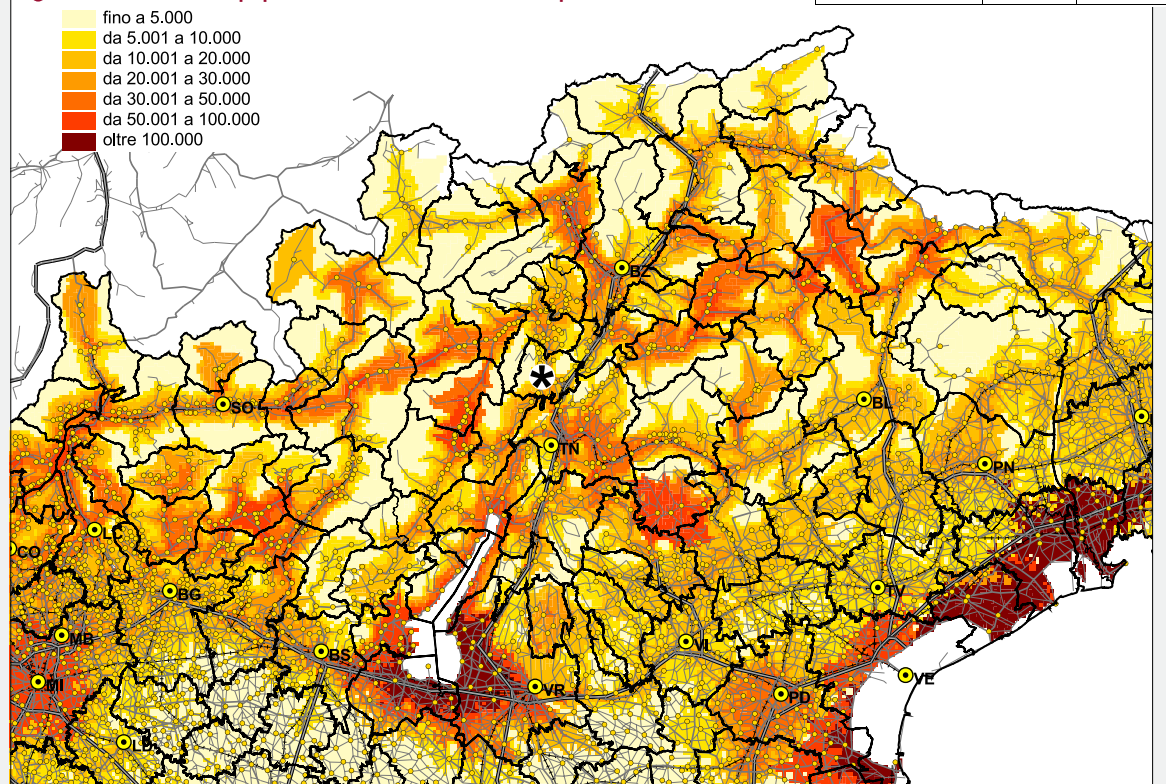 fino a 5.000
da 5.001 a 10.000
da 10.001 a 20.000
da 20.001 a 30.000
da 30.001 a 50.000
da 50.001 a 100.000
oltre 100.000
BZ
*
SO
BL
TN
PN
LC
CO
BG
TV
MB
BS
VI
VE
MI
VR
PD
LD